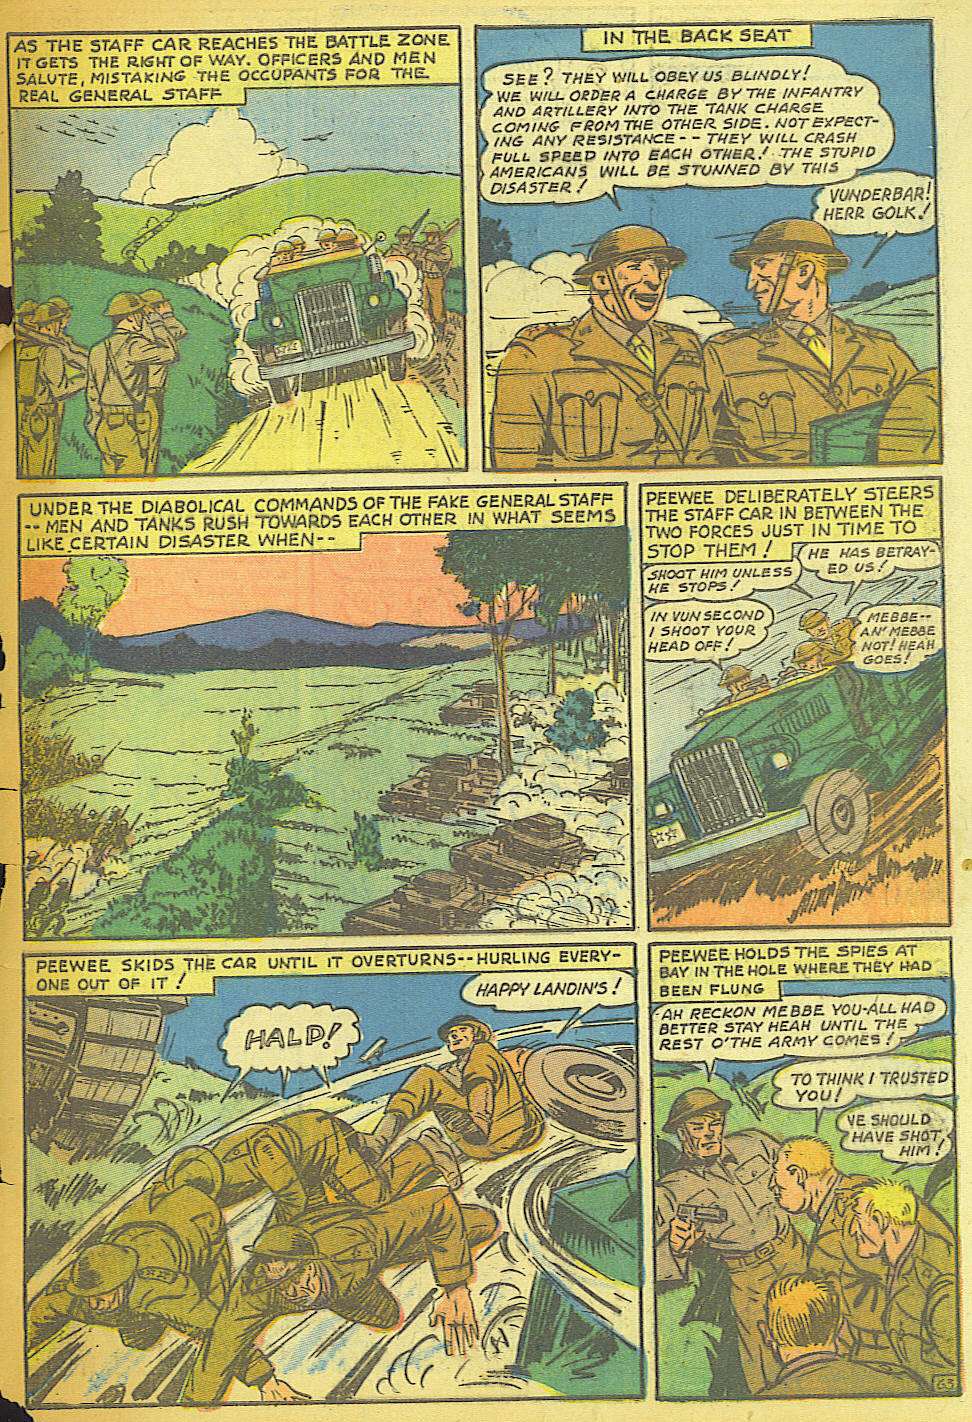 AS THE STAFF CAR REACHES THE BATTLE ZONE
IT GETS THE RIGHT OF WAY. OFFICERS AND MEN
SALUTE, MISTAKING THE OCCUPANTS FOR THE
REAL GENERAL STAFF
IN THE BACK SEAT
SEE? THEY WILL OBEY US BLINDLY!
WE WILL ORDER A CHARGE BY THE INFANTRY
AND ARTILLERY INTO THE TANK CHARGE
COMING FROM THE OTHER SIDE. NOT EXPECT-
ING ANY RESISTANCE-- THEY WILL CRASH
FULL SPEED INTO EACH OTHER! THE STUPID
AMERICANS WILL BE STUNNED BY THIS
DISASTER!
VUNDERBAR!
HERR GOLK!
UNDER THE DIABOLICAL COMMANDS OF THE FAKE GENERAL STAFF
-- MEN AND TANKS RUSH TOWARDS EACH OTHER IN WHAT SEEMS
LIKE CERTAIN DISASTER WHEN--
PEEWEE DELIBERATELY STEERS
THE STAFF CAR IN BETWEEN THE
TWO FORCES JUST IN TIME TO
STOP THEM!
SHOOT HIM UNLESS
HE STOPS!
HE HAS BETRAY-
ED US!
IN VUN SECOND
I SHOOT YOUR
HEAD OFF!
MEBBE--
AN' MEBBE
NOT! HEAH
GOES!
PEEWEE SKIDS THE CAR UNTIL IT OVERTURNS--HURLING EVERY-
ONE OUT OF IT!
HALP!
HAPPY LANDIN'S!
PEEWEE HOLDS THE SPIES AT
BAY IN THE HOLE WHERE THEY HAD
BEEN FLUNG
AH RECKON MEBBE YOU-ALL HAD
BETTER STAY HEAH UNTIL THE
REST O'THE ARMY COMES!
TO THINK I TRUSTED
YOU!
VE SHOULD
HAVE SHOT
HIM!
63